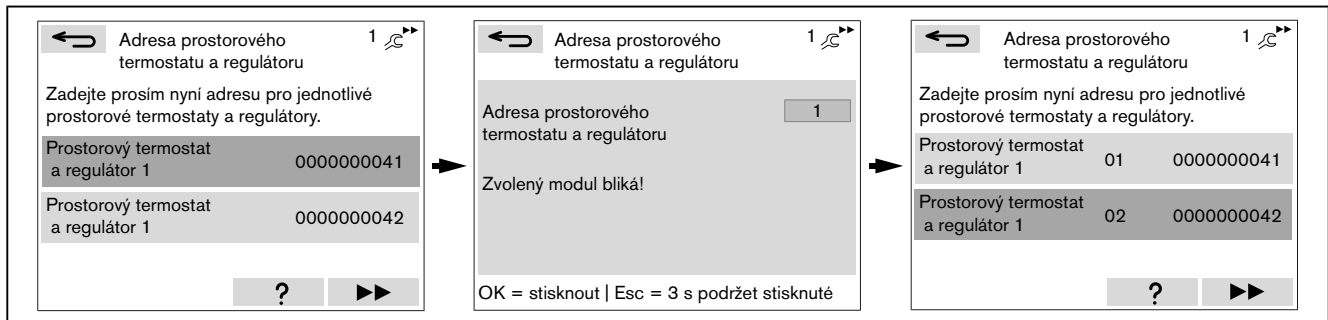 Adresa prostorového 1
termostatu a regulátoru
Zadejte prosím nyní adresu pro jednotlivé
prostorové termostaty a regulátory.
Prostorový termostat
a regulátor 1 0000000041
Prostorový termostat
a regulátor 1 0000000042
?
Adresa prostorového 1
termostatu a regulátoru
Adresa prostorového 1
termostatu a regulátoru
Zvolený modul bliká!
OK = stisknout | Esc = 3 s podržet stisknuté
Adresa prostorového 1
termostatu a regulátoru
Zadejte prosím nyní adresu pro jednotlivé
prostorové termostaty a regulátory.
Prostorový termostat
a regulátor 1 01 0000000041
Prostorový termostat
a regulátor 1 02 0000000042
?